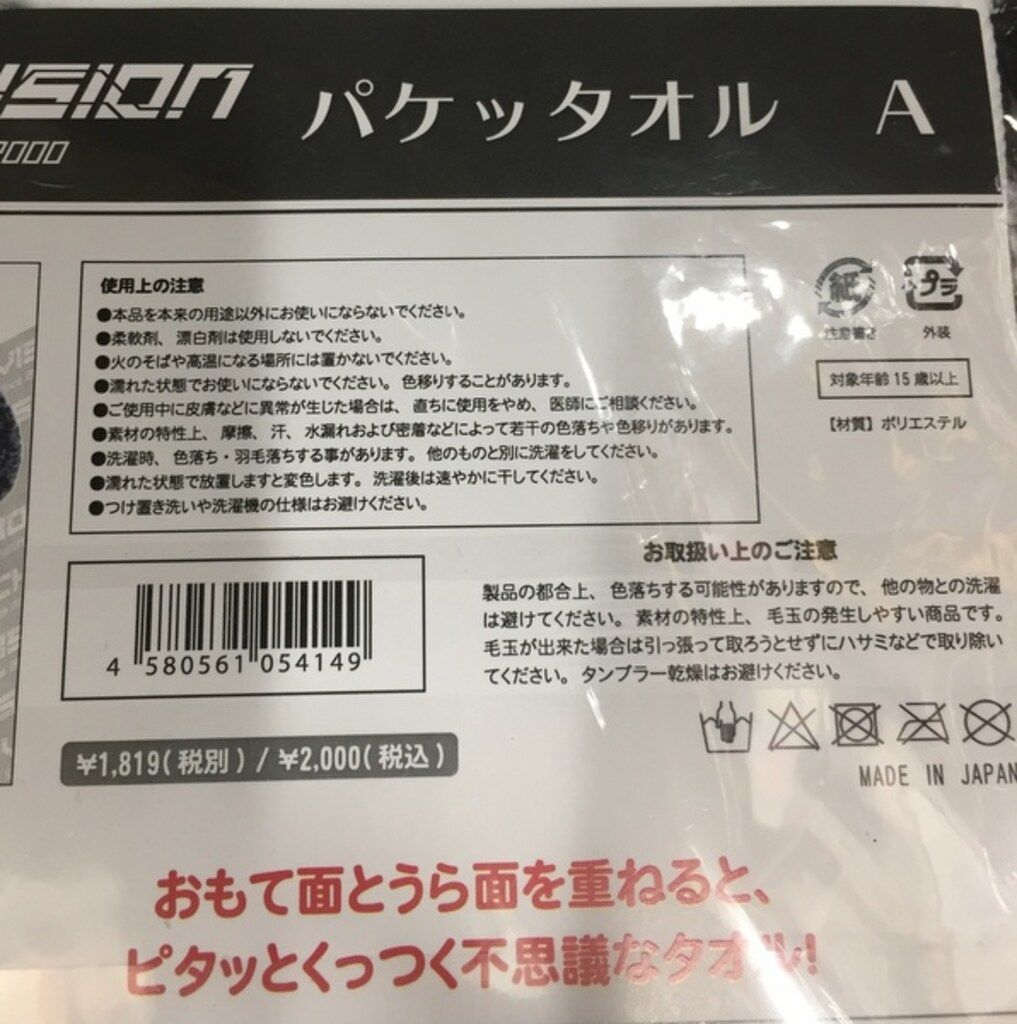 パケッタオル A
使用上の注意
●本品を本来の用途以外にお使いにならないでください。
●柔軟剤、漂白剤は使用しないでください。
●火のそばや高温になる場所には置かないでください。
●濡れた状態でお使いにならないでください。色移りすることがあります。
●ご使用中に皮膚などに異常が生じた場合は、直ちに使用をやめ、医師にご相談ください。
●素材の特性上、摩擦、汗、水漏れおよび密着などによって若干の色落ちや色移りがあります。
●洗濯時、色落ち・羽毛落ちする事があります。他のものと別に洗濯をしてください。
●濡れた状態で放置しますと変色します。洗濯後は速やかに干してください。
●つけ置き洗いや洗濯機の仕様はお避けください。
紙 プラ
注意書き 外装
対象年齢15歳以上
【材質】ポリエステル
お取扱い上のご注意
製品の都合上、色落ちする可能性がありますので、他の物との洗濯
は避けてください。素材の特性上、毛玉の発生しやすい商品です。
毛玉が出来た場合は引っ張って取ろうとせずにハサミなどで取り除い
てください。タンブラー乾燥はお避けください。
4 580561 054149
¥1,819(税別) / ¥2,000(税込)
MADE IN JAPAN
おもて面とうら面を重ねると、
ピタッとくっつく不思議なタオル!